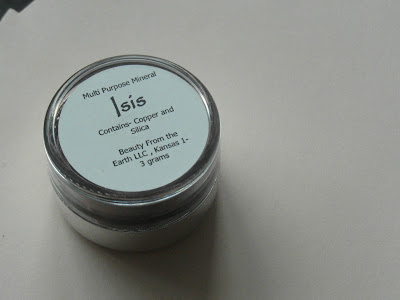 Multi Purpose Mineral
Isis
Contains- Copper and
Silica
Beauty From the
Earth LLC , Kansas 1-
3 grams